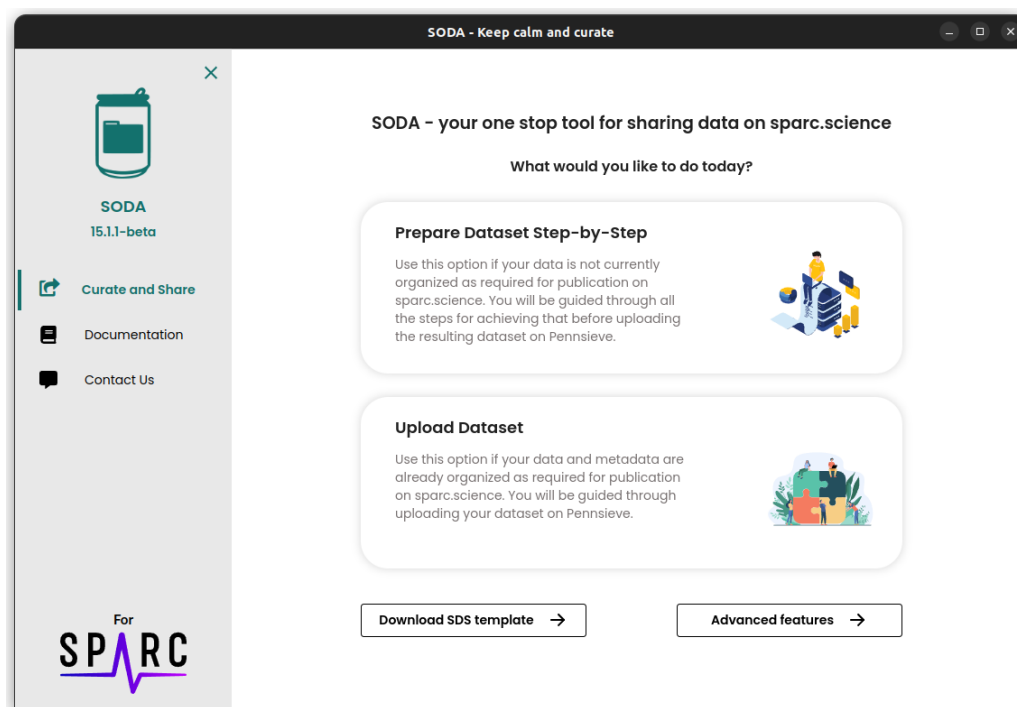 SODA - Keep calm and curate
SODA
15.1.1-beta
Curate and Share
Documentation
Contact Us
For
SPARC
SODA - your one stop tool for sharing data on sparc.science
What would you like to do today?
Prepare Dataset Step-by-Step
Use this option if your data is not currently
organized as required for publication on
sparc.science. You will be guided through all
the steps for achieving that before uploading
the resulting dataset on Pennsieve.
Upload Dataset
Use this option if your data and metadata are
already organized as required for publication
on sparc.science. You will be guided through
uploading your dataset on Pennsieve.
Download SDS template
Advanced features